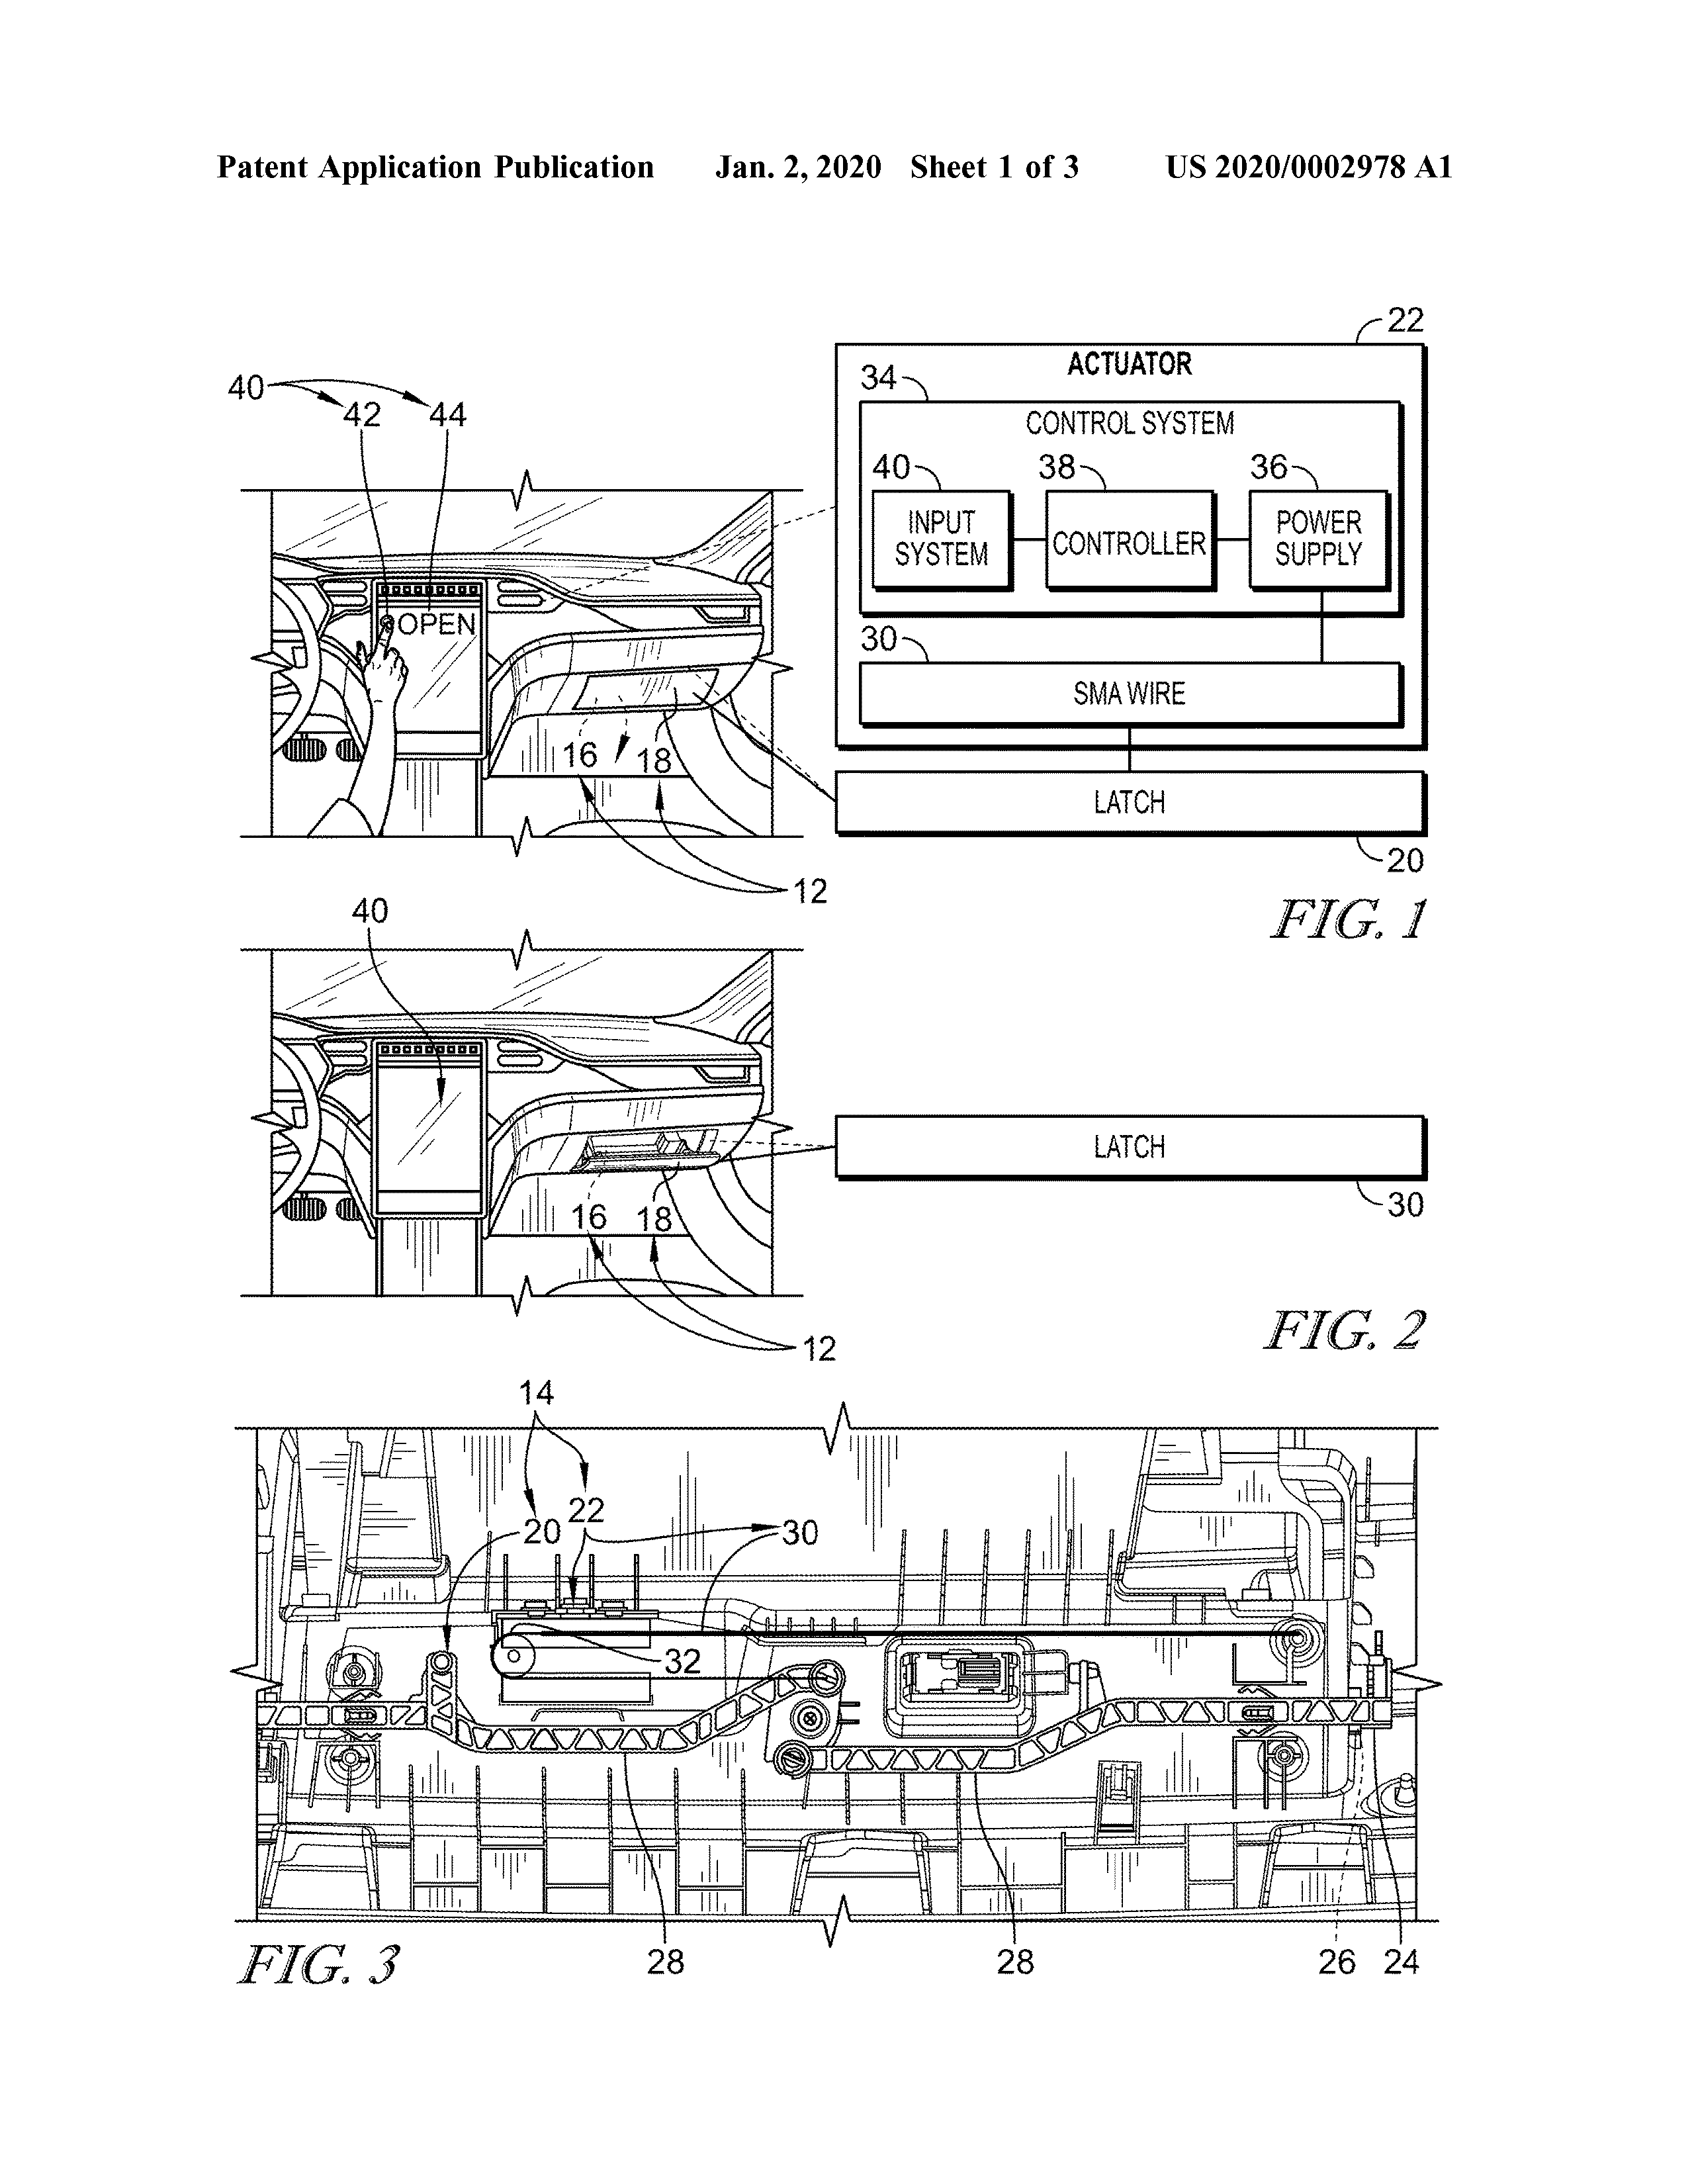 Patent Application Publication Jan. 2, 2020 Sheet 1 of 3 US 2020/0002978 A1
22
ACTUATOR
34
CONTROL SYSTEM
40
42
44
40
38
36
INPUT
SYSTEM
CONTROLLER
POWER
SUPPLY
OPEN
30
SMA WIRE
16
18
LATCH
20
12
FIG. 1
40
LATCH
30
16
18
12
FIG. 2
14
22
20
30
32
28
28
26
24
FIG. 3